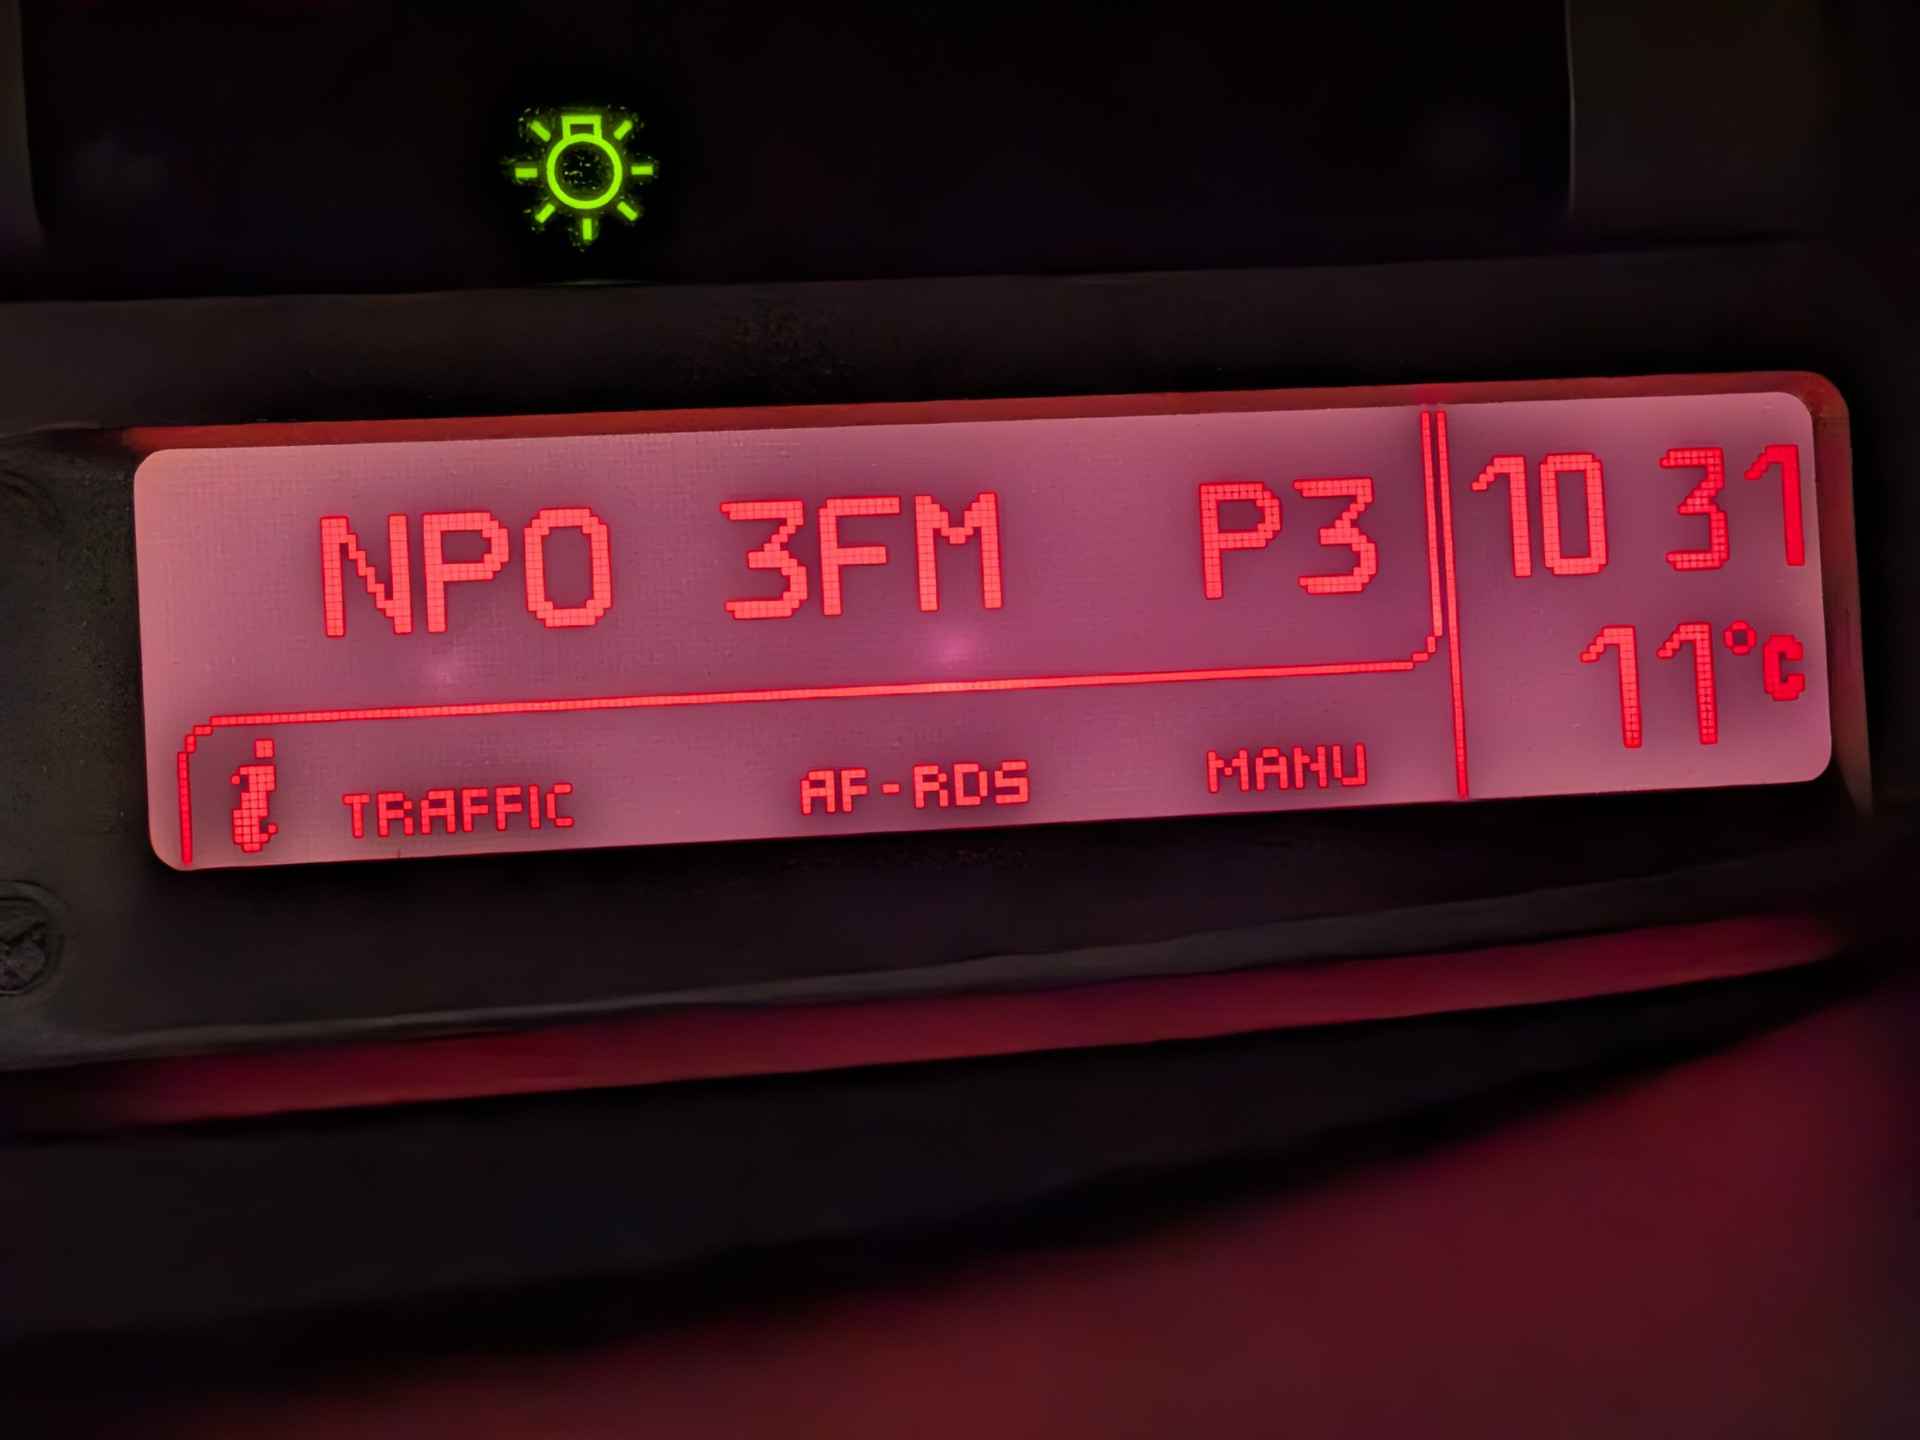 NPO 3FM P3 10 31
11°C
i TRAFFIC AF-RDS MANU